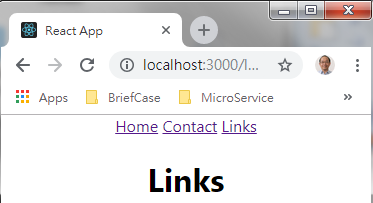 React App
localhost:3000/l...
Apps BriefCase MicroService »
Home Contact Links
Links